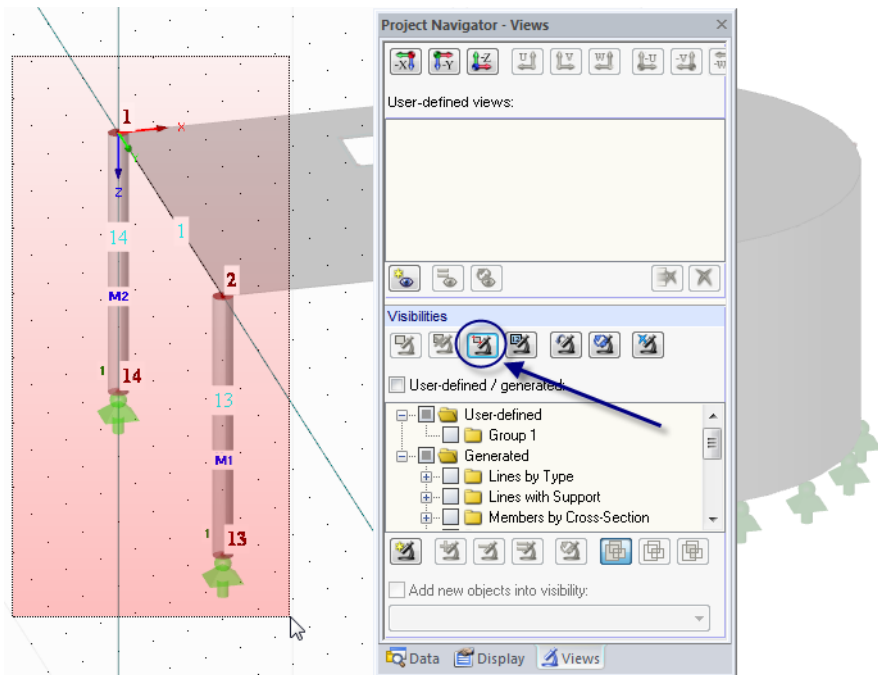 Project Navigator - Views
-X
-Y
-Z
U
V
W
-U
-V
-W
User-defined views:
Visibilities
User-defined / generated:
User-defined
Group 1
Generated
Lines by Type
Lines with Support
Members by Cross-Section
Add new objects into visibility:
Data
Display
Views
1
x
z
14
1
2
M2
1
14
13
M1
1
13